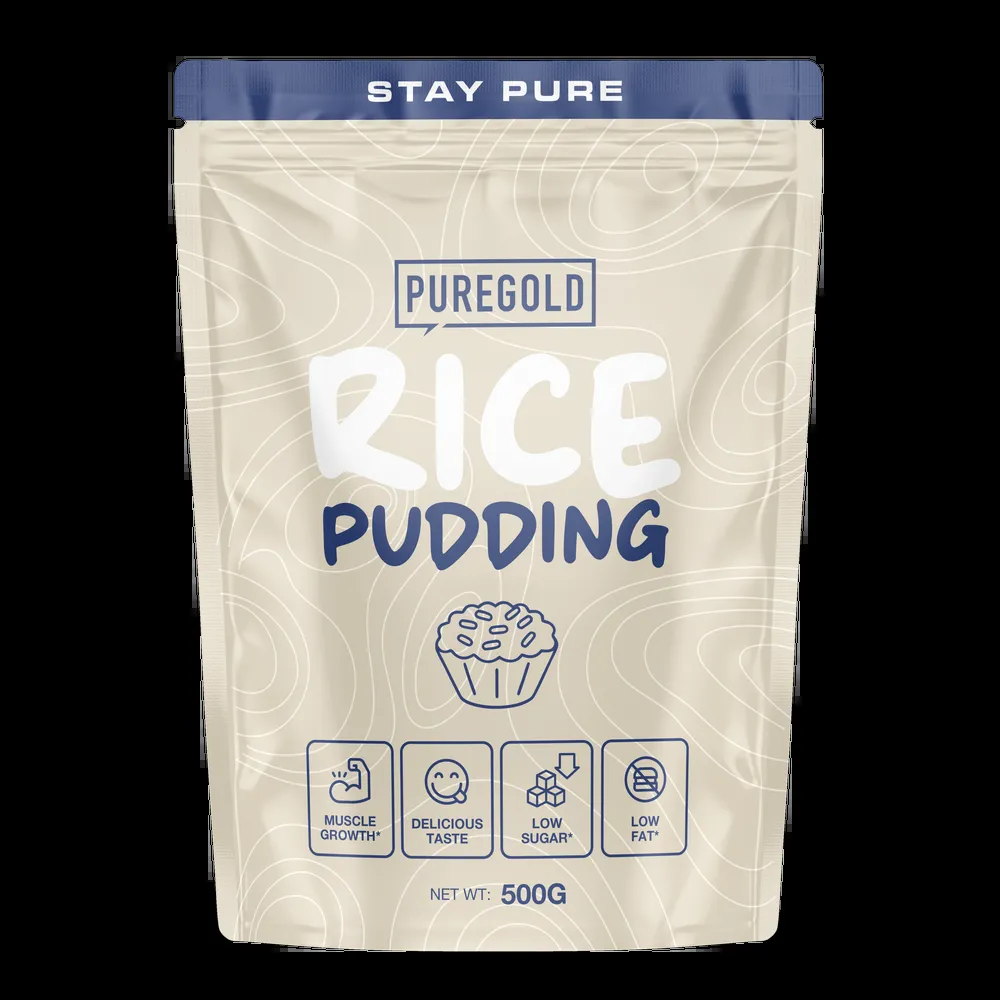 STAY PURE
PUREGOLD
RICE
PUDDING
MUSCLE
GROWTH*
DELICIOUS
TASTE
LOW
SUGAR*
LOW
FAT*
NET WT: 500G